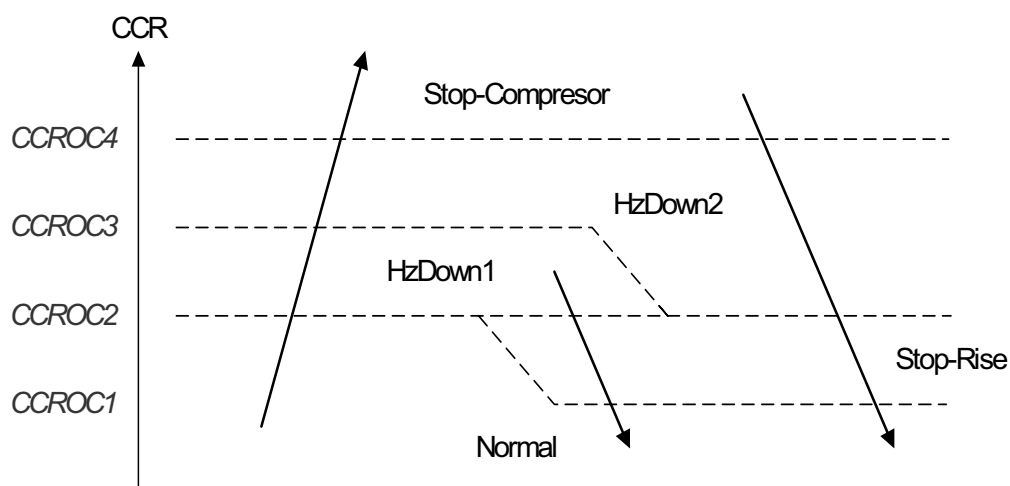 CCR
Stop-Compresor
CCROC4
HzDown2
CCROC3
HzDown1
CCROC2
Stop-Rise
CCROC1
Normal